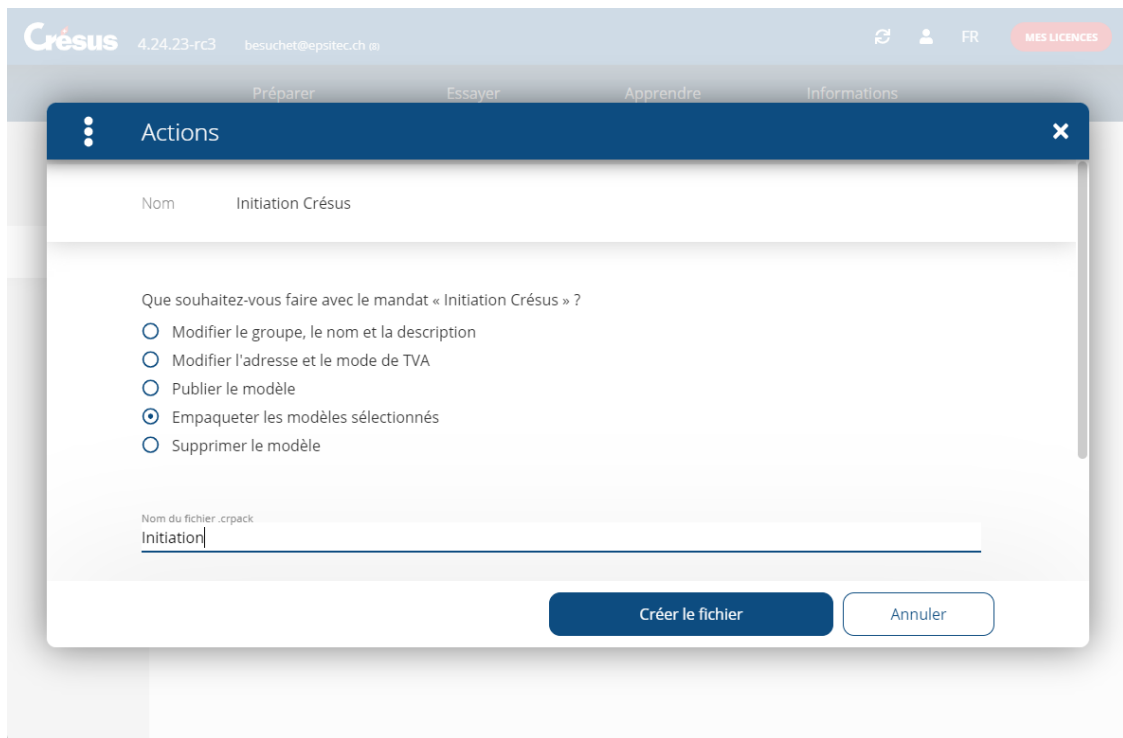 Crésus 4.24.23-rc3 besuchet@epsitec.ch (8) FR MES LICENCES
Préparer Essayer Apprendre Informations
Actions
Nom Initiation Crésus
Que souhaitez-vous faire avec le mandat « Initiation Crésus » ?
Modifier le groupe, le nom et la description
Modifier l'adresse et le mode de TVA
Publier le modèle
Empaqueter les modèles sélectionnés
Supprimer le modèle
Nom du fichier .crpack
Initiation
Créer le fichier Annuler